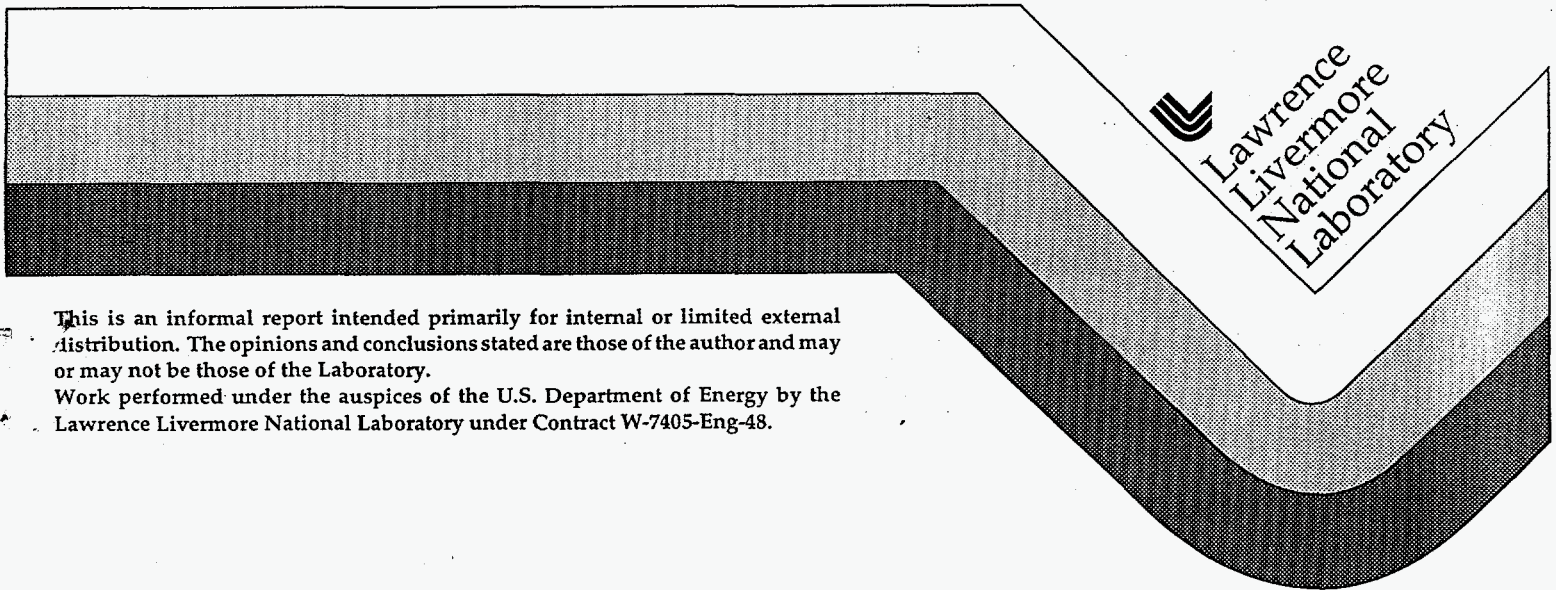 Lawrence
Livermore
National
Laboratory
This is an informal report intended primarily for internal or limited external
distribution. The opinions and conclusions stated are those of the author and may
or may not be those of the Laboratory.
Work performed under the auspices of the U.S. Department of Energy by the
Lawrence Livermore National Laboratory under Contract W-7405-Eng-48.